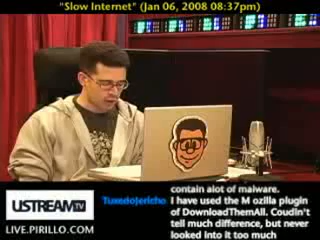 "Slow Internet" (Jan 06, 2008 08:37pm)
USTREAM TV
LIVE.PIRILLO.COM
TuxedoJericho
contain alot of malware.
I have used the M ozilla plugin
of DownloadThemAll. Coudin't
tell much difference, but never
looked into it too much